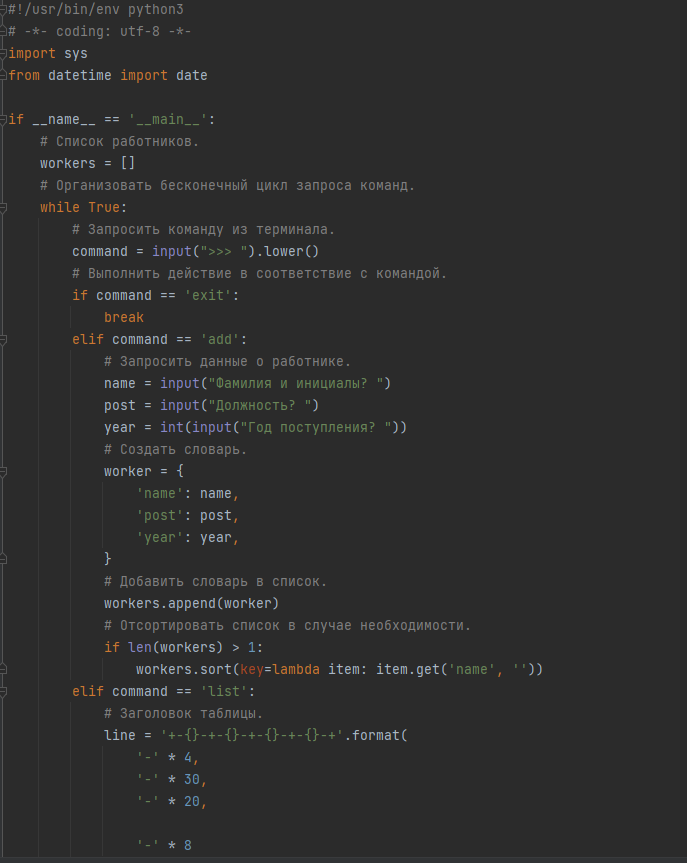 #!/usr/bin/env python3
# -*- coding: utf-8 -*-
import sys
from datetime import date
if __name__ == '__main__':
# Список работников.
workers = []
# Организовать бесконечный цикл запроса команд.
while True:
# Запросить команду из терминала.
command = input(">>> ").lower()
# Выполнить действие в соответствие с командой.
if command == 'exit':
break
elif command == 'add':
# Запросить данные о работнике.
name = input("Фамилия и инициалы? ")
post = input("Должность? ")
year = int(input("Год поступления? "))
# Создать словарь.
worker = {
'name': name,
'post': post,
'year': year,
}
# Добавить словарь в список.
workers.append(worker)
# Отсортировать список в случае необходимости.
if len(workers) > 1:
workers.sort(key=lambda item: item.get('name', ''))
elif command == 'list':
# Заголовок таблицы.
line = '+-{}-+-{}-+-{}-+-{}-+'.format(
'-' * 4,
'-' * 30,
'-' * 20,
'-' * 8